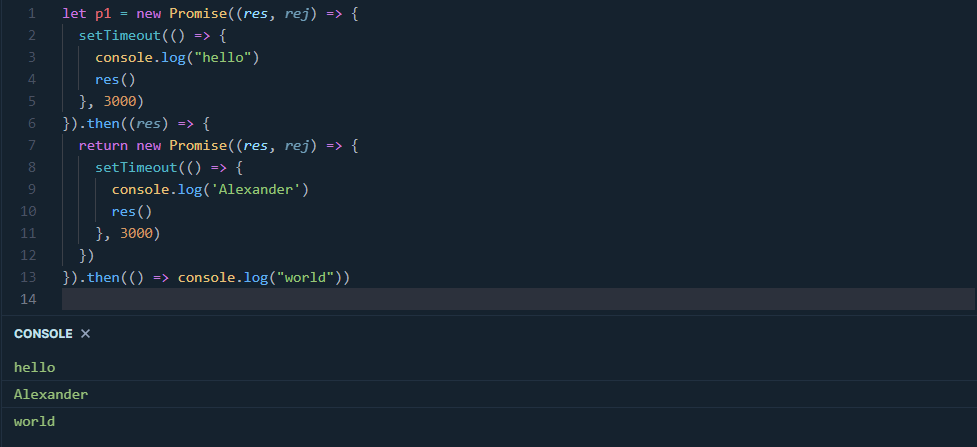 1 let p1 = new Promise((res, rej) => {
2 setTimeout(() => {
3 console.log("hello")
4 res()
5 }, 3000)
6 }).then((res) => {
7 return new Promise((res, rej) => {
8 setTimeout(() => {
9 console.log('Alexander')
10 res()
11 }, 3000)
12 })
13 }).then(() => console.log("world"))
14
CONSOLE ×
hello
Alexander
world